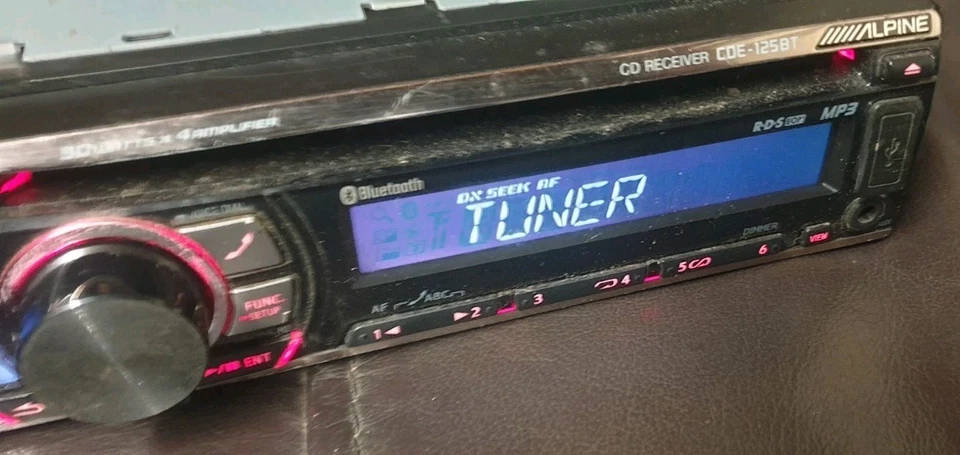 ALPINE
CD RECEIVER CDE-125BT
50WATTS x 4 AMPLIFIER
R·D·S EON MP3
Bluetooth
DX SEEK AF
TUNER
DIMMER
VIEW
FUNC.
SETUP
AF ABC
1 2 3 4 5 6
ENT